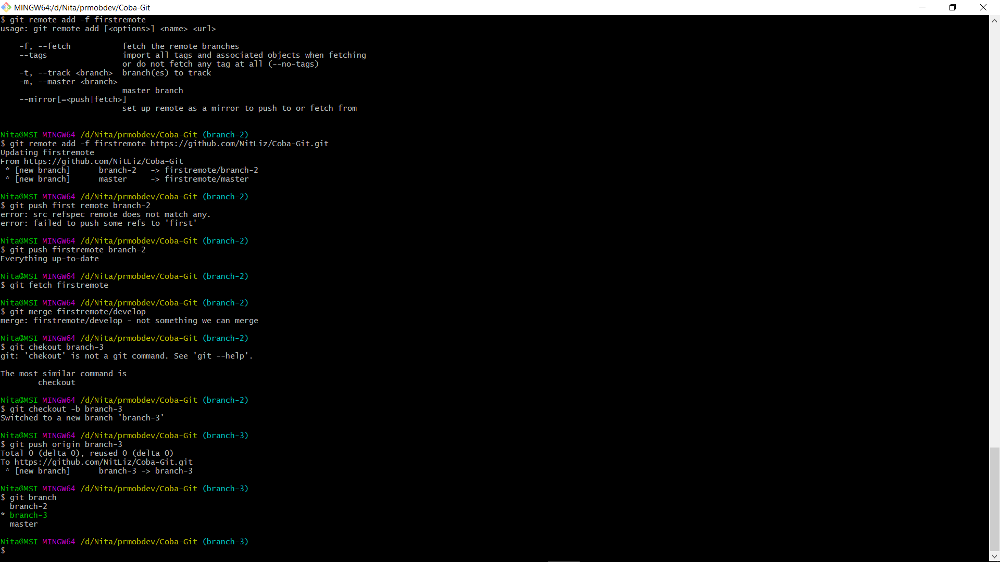 MINGW64:/d/Nita/prmobdev/Coba-Git
$ git remote add -f firstremote
usage: git remote add [<options>] <name> <url>
-f, --fetch fetch the remote branches
--tags import all tags and associated objects when fetching
or do not fetch any tag at all (--no-tags)
-t, --track <branch> branch(es) to track
-m, --master <branch>
master branch
--mirror[=<push|fetch>]
set up remote as a mirror to push to or fetch from
Nita@MSI MINGW64 /d/Nita/prmobdev/Coba-Git (branch-2)
$ git remote add -f firstremote https://github.com/NitLiz/Coba-Git.git
Updating firstremote
From https://github.com/NitLiz/Coba-Git
* [new branch] branch-2 -> firstremote/branch-2
* [new branch] master -> firstremote/master
Nita@MSI MINGW64 /d/Nita/prmobdev/Coba-Git (branch-2)
$ git push first remote branch-2
error: src refspec remote does not match any.
error: failed to push some refs to 'first'
Nita@MSI MINGW64 /d/Nita/prmobdev/Coba-Git (branch-2)
$ git push firstremote branch-2
Everything up-to-date
Nita@MSI MINGW64 /d/Nita/prmobdev/Coba-Git (branch-2)
$ git fetch firstremote
Nita@MSI MINGW64 /d/Nita/prmobdev/Coba-Git (branch-2)
$ git merge firstremote/develop
merge: firstremote/develop - not something we can merge
Nita@MSI MINGW64 /d/Nita/prmobdev/Coba-Git (branch-2)
$ git chekout branch-3
git: 'chekout' is not a git command. See 'git --help'.
The most similar command is
checkout
Nita@MSI MINGW64 /d/Nita/prmobdev/Coba-Git (branch-2)
$ git checkout -b branch-3
Switched to a new branch 'branch-3'
Nita@MSI MINGW64 /d/Nita/prmobdev/Coba-Git (branch-3)
$ git push origin branch-3
Total 0 (delta 0), reused 0 (delta 0)
To https://github.com/NitLiz/Coba-Git.git
* [new branch] branch-3 -> branch-3
Nita@MSI MINGW64 /d/Nita/prmobdev/Coba-Git (branch-3)
$ git branch
branch-2
* branch-3
master
Nita@MSI MINGW64 /d/Nita/prmobdev/Coba-Git (branch-3)
$